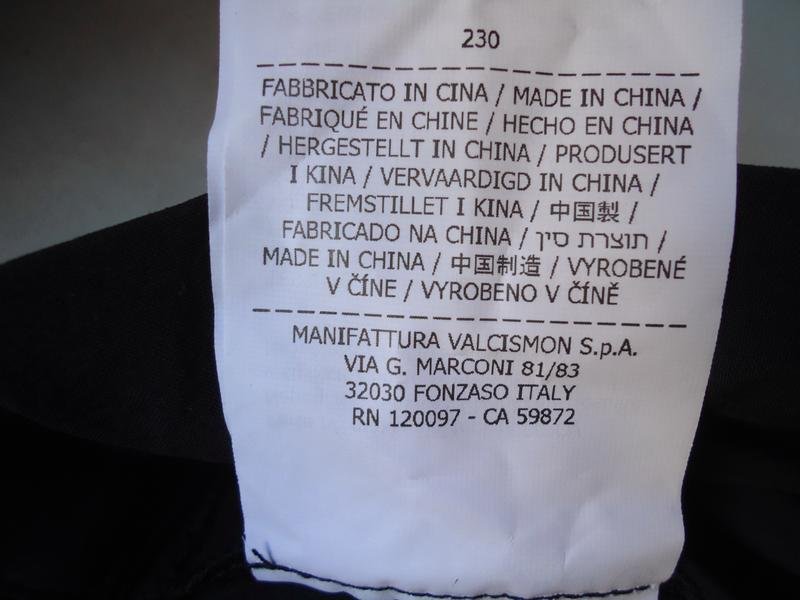 230
FABBRICATO IN CINA / MADE IN CHINA /
FABRIQUÉ EN CHINE / HECHO EN CHINA
/ HERGESTELLT IN CHINA / PRODUSERT
I KINA / VERVAARDIGD IN CHINA /
FREMSTILLET I KINA / 中国製 /
FABRICADO NA CHINA / תוצרת סין /
MADE IN CHINA / 中国制造 / VYROBENÉ
V ČÍNE / VYROBENO V ČÍNĚ
MANIFATTURA VALCISMON S.p.A.
VIA G. MARCONI 81/83
32030 FONZASO ITALY
RN 120097 - CA 59872